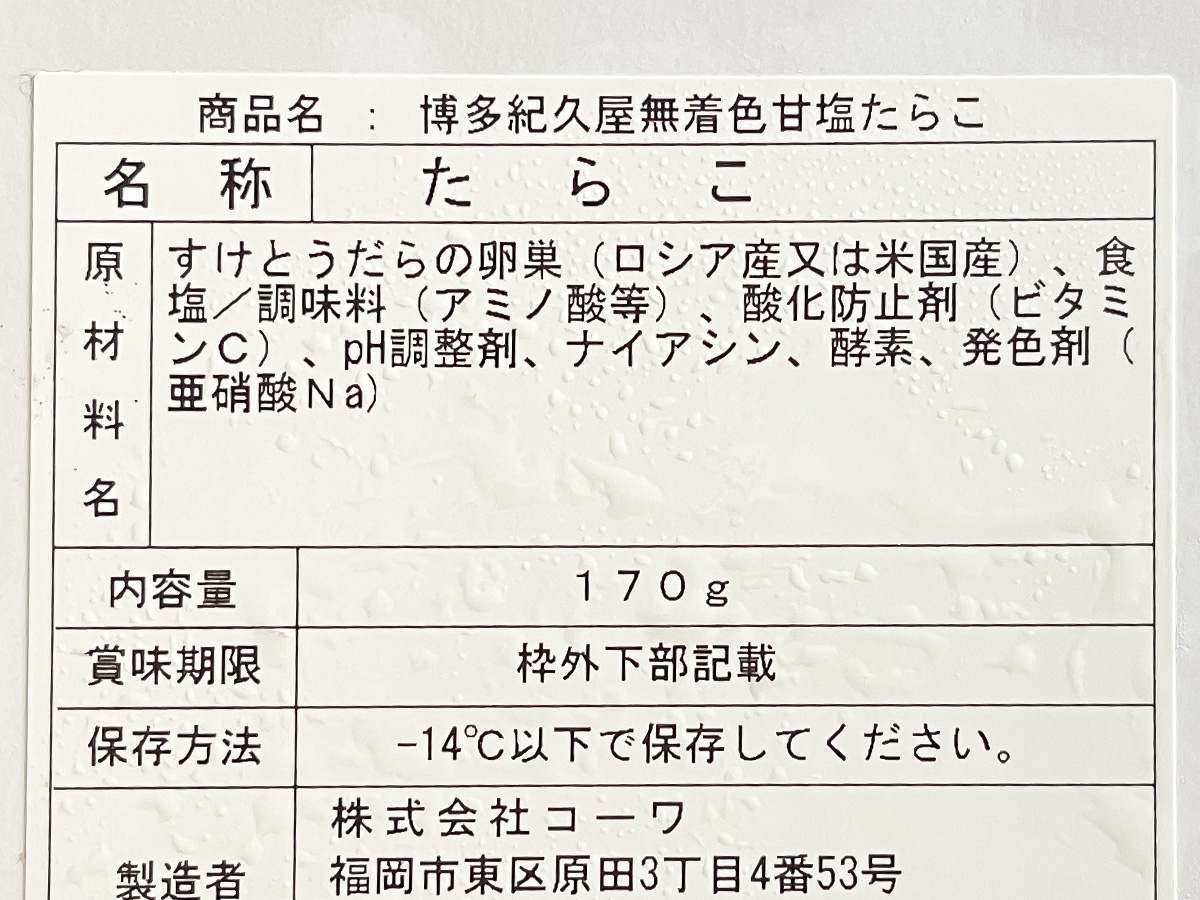 商品名 : 博多紀久屋無着色甘塩たらこ
名 称 たらこ
原材料名
すけとうだらの卵巣（ロシア産又は米国産）、食
塩／調味料（アミノ酸等）、酸化防止剤（ビタミ
ンC）、pH調整剤、ナイアシン、酵素、発色剤（
亜硝酸Na)
内容量 170g
賞味期限 枠外下部記載
保存方法 -14℃以下で保存してください。
製造者
株式会社コーワ
福岡市東区原田3丁目4番53号